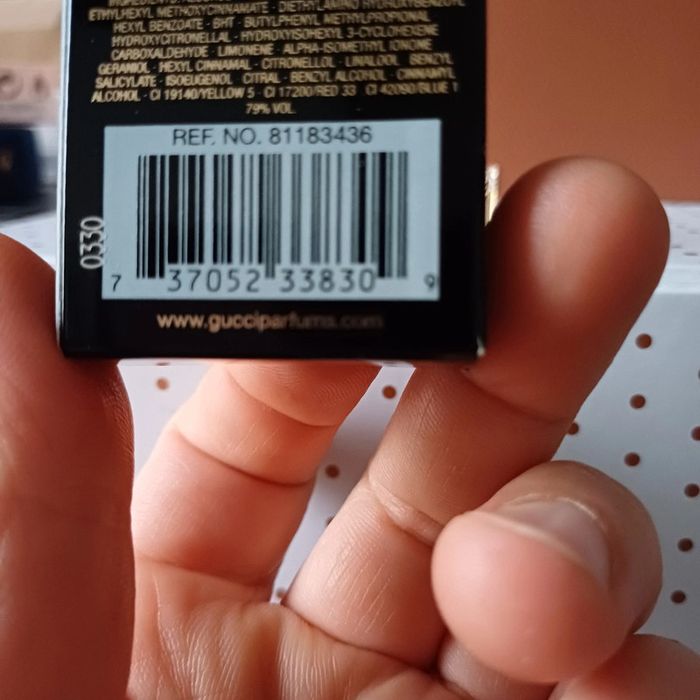 ETHYLHEXYL METHOXYCINNAMATE · DIETHYLAMINO HYDROXYBENZOYL
HEXYL BENZOATE · BHT · BUTYLPHENYL METHYLPROPIONAL
HYDROXYCITRONELLAL · HYDROXYISOHEXYL 3-CYCLOHEXENE
CARBOXALDEHYDE · LIMONENE · ALPHA-ISOMETHYL IONONE
GERANIOL · HEXYL CINNAMAL · CITRONELLOL · LINALOOL · BENZYL
SALICYLATE · ISOEUGENOL · CITRAL · BENZYL ALCOHOL · CINNAMYL
ALCOHOL · CI 19140/YELLOW 5 · CI 17200/RED 33 CI 42090/BLUE 1
79% VOL.
REF. NO. 81183436
0330
7 37052 33830 9
www.gucciparfums.com